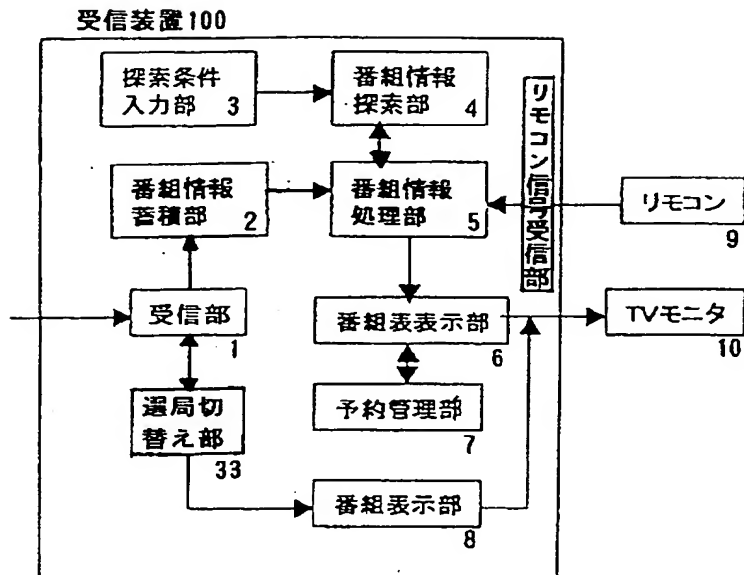 受信装置100
探索条件
入力部 3
番組情報
探索部 4
リモコン信号受信部
番組情報
蓄積部 2
番組情報
処理部 5
リモコン
9
受信部
1
番組表表示部
6
TVモニタ
10
選局切
替え部
33
予約管理部
7
番組表示部
8